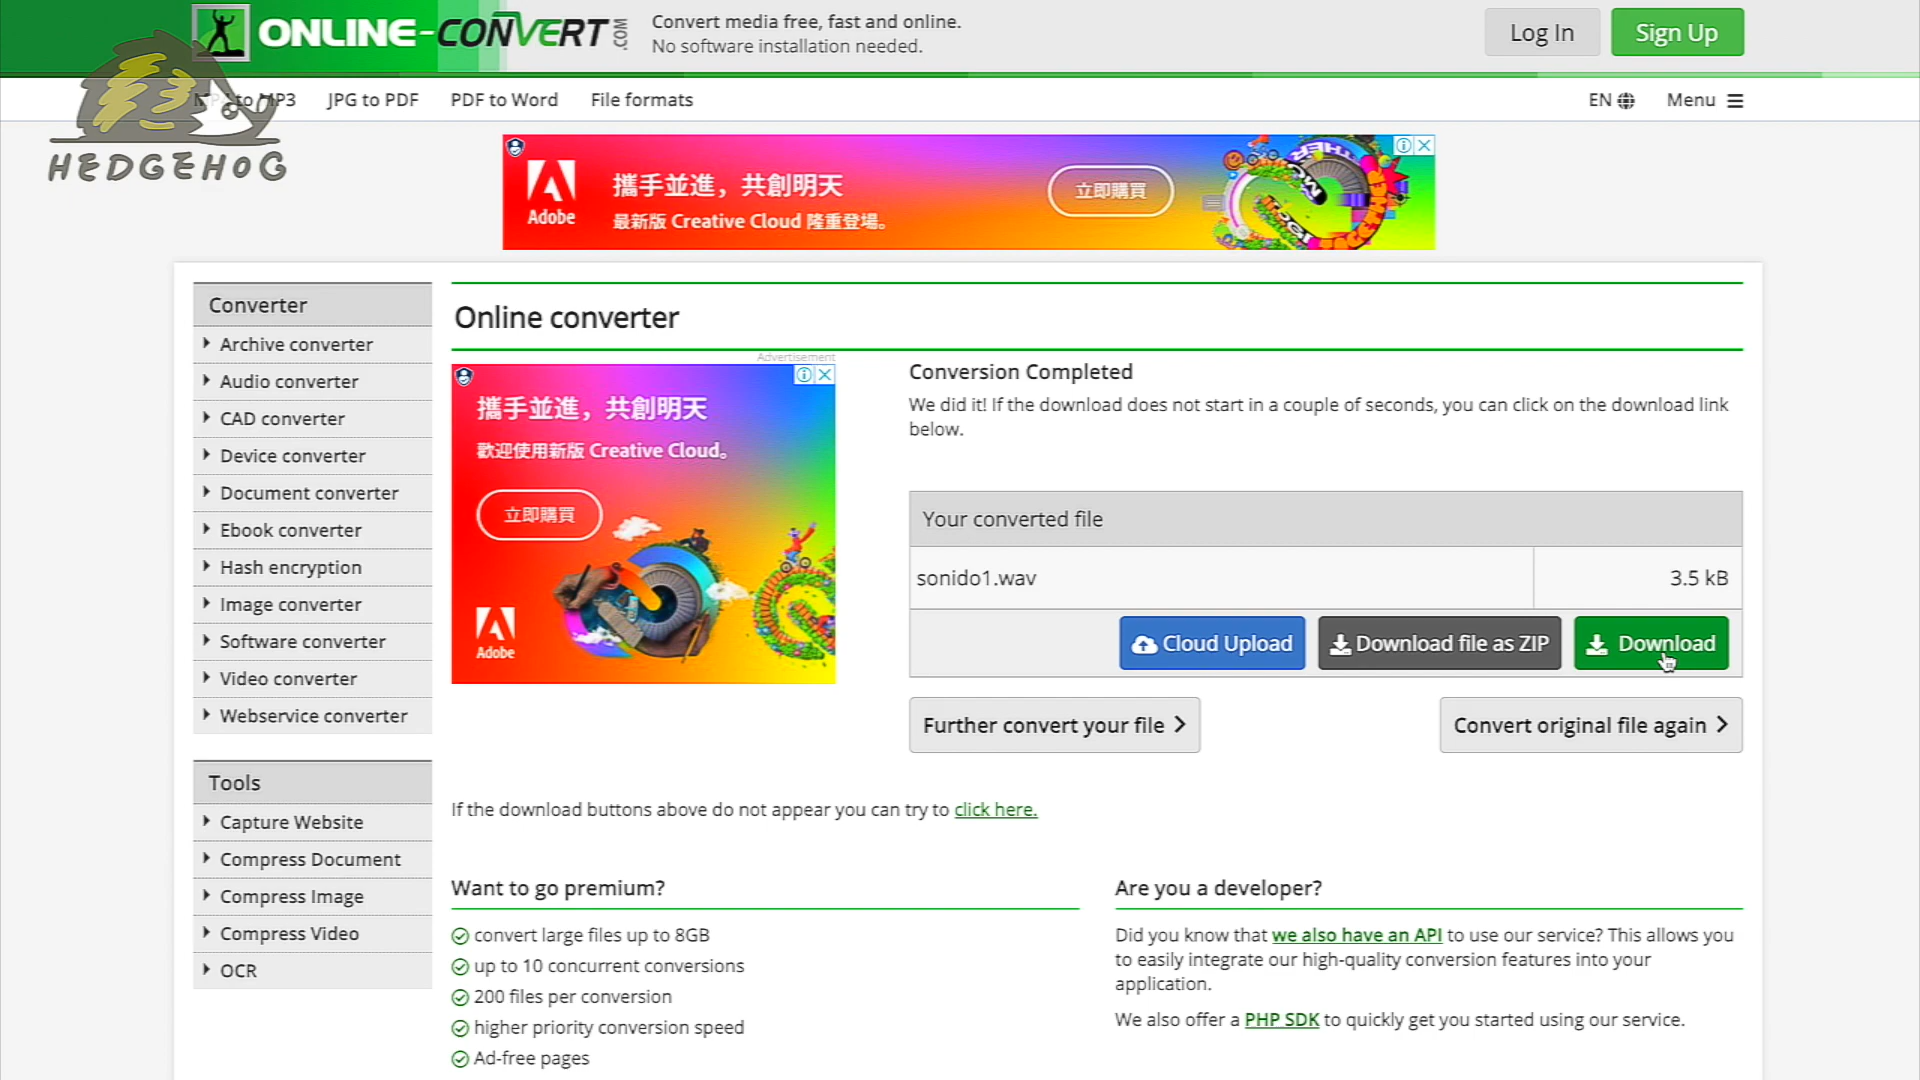 ONLINE-CONVERT.COM
Convert media free, fast and online.
No software installation needed.
Log In
Sign Up
MP4 to MP3
JPG to PDF
PDF to Word
File formats
EN
Menu
HEDGEHOG
Adobe
攜手並進，共創明天
最新版 Creative Cloud 隆重登場。
立即購買
Converter
Archive converter
Audio converter
CAD converter
Device converter
Document converter
Ebook converter
Hash encryption
Image converter
Software converter
Video converter
Webservice converter
Tools
Capture Website
Compress Document
Compress Image
Compress Video
OCR
Online converter
Advertisement
攜手並進，共創明天
歡迎使用新版 Creative Cloud。
立即購買
Adobe
Conversion Completed
We did it! If the download does not start in a couple of seconds, you can click on the download link
below.
Your converted file
sonido1.wav
3.5 kB
Cloud Upload
Download file as ZIP
Download
Further convert your file
Convert original file again
If the download buttons above do not appear you can try to click here.
Want to go premium?
convert large files up to 8GB
up to 10 concurrent conversions
200 files per conversion
higher priority conversion speed
Ad-free pages
Are you a developer?
Did you know that we also have an API to use our service? This allows you
to easily integrate our high-quality conversion features into your
application.
We also offer a PHP SDK to quickly get you started using our service.